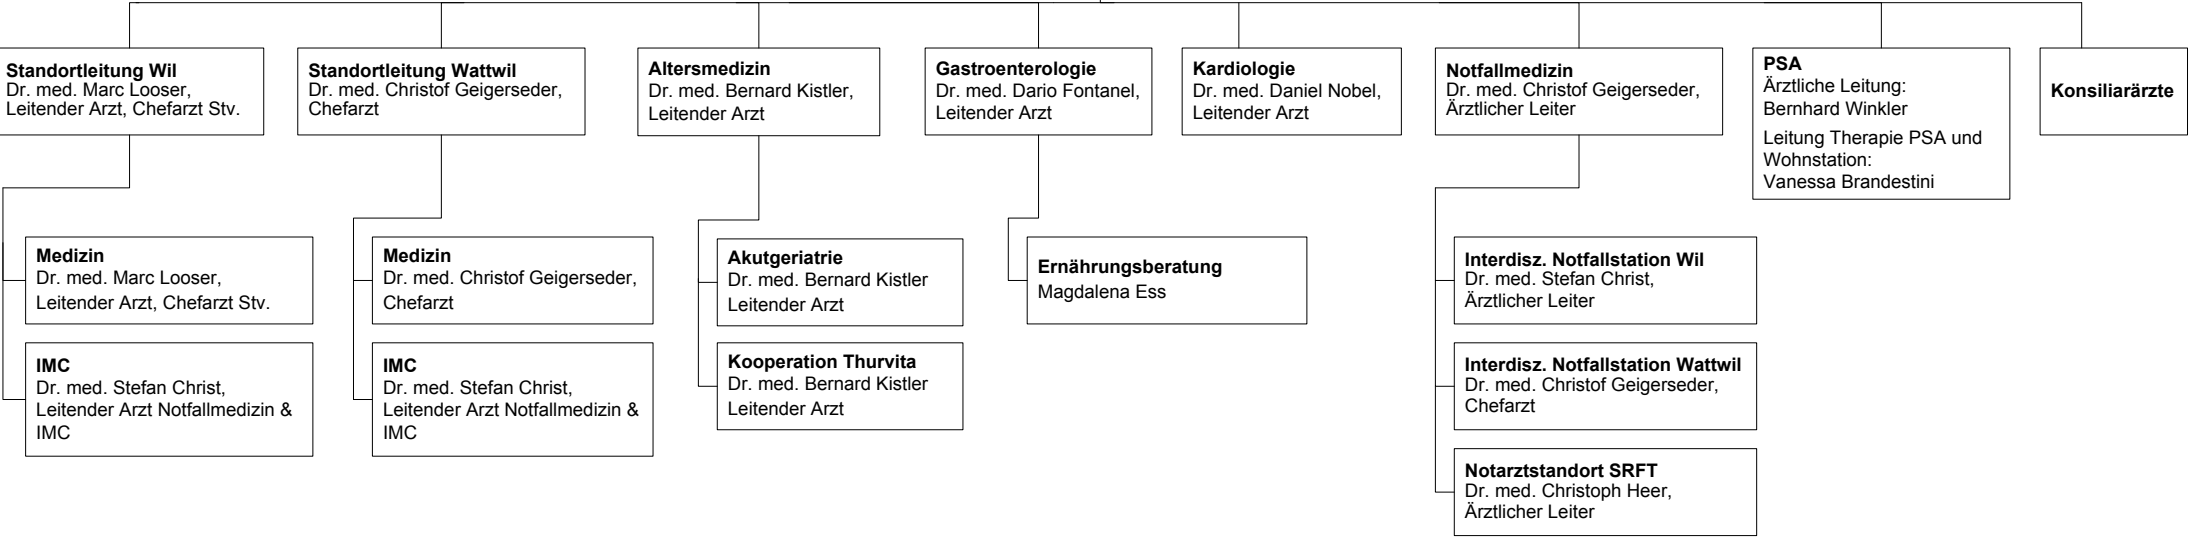 Standortleitung Wil
Dr. med. Marc Looser,
Leitender Arzt, Chefarzt Stv.
Standortleitung Wattwil
Dr. med. Christof Geigerseder,
Chefarzt
Altersmedizin
Dr. med. Bernard Kistler,
Leitender Arzt
Gastroenterologie
Dr. med. Dario Fontanel,
Leitender Arzt
Kardiologie
Dr. med. Daniel Nobel,
Leitender Arzt
Notfallmedizin
Dr. med. Christof Geigerseder,
Ärztlicher Leiter
PSA
Ärztliche Leitung:
Bernhard Winkler
Leitung Therapie PSA und
Wohnstation:
Vanessa Brandestini
Konsiliarärzte
Medizin
Dr. med. Marc Looser,
Leitender Arzt, Chefarzt Stv.
IMC
Dr. med. Stefan Christ,
Leitender Arzt Notfallmedizin &
IMC
Medizin
Dr. med. Christof Geigerseder,
Chefarzt
IMC
Dr. med. Stefan Christ,
Leitender Arzt Notfallmedizin &
IMC
Akutgeriatrie
Dr. med. Bernard Kistler
Leitender Arzt
Kooperation Thurvita
Dr. med. Bernard Kistler
Leitender Arzt
Ernährungsberatung
Magdalena Ess
Interdisz. Notfallstation Wil
Dr. med. Stefan Christ,
Ärztlicher Leiter
Interdisz. Notfallstation Wattwil
Dr. med. Christof Geigerseder,
Chefarzt
Notarztstandort SRFT
Dr. med. Christoph Heer,
Ärztlicher Leiter